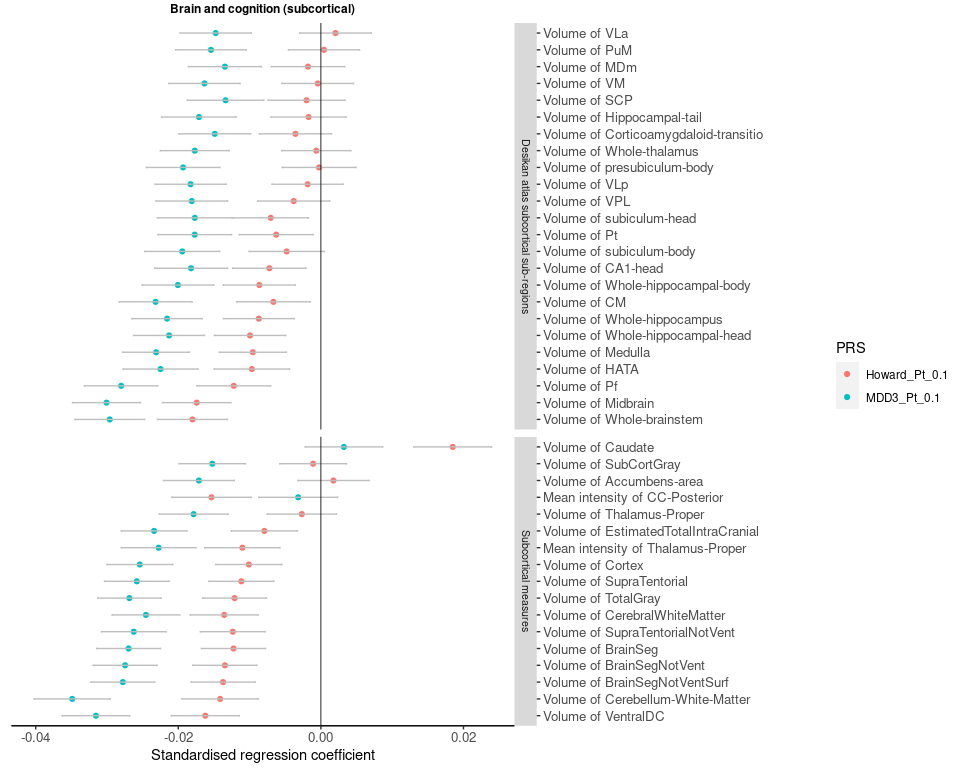 Brain and cognition (subcortical)
Volume of VLa
Volume of PuM
Volume of MDm
Volume of VM
Volume of SCP
Volume of Hippocampal-tail
Volume of Corticoamygdaloid-transitio
Volume of Whole-thalamus
Volume of presubiculum-body
Volume of VLp
Volume of VPL
Volume of subiculum-head
Volume of Pt
Volume of subiculum-body
Volume of CA1-head
Volume of Whole-hippocampal-body
Volume of CM
Volume of Whole-hippocampus
Volume of Whole-hippocampal-head
Volume of Medulla
Volume of HATA
Volume of Pf
Volume of Midbrain
Volume of Whole-brainstem
Desikan atlas subcortical sub-regions
Volume of Caudate
Volume of SubCortGray
Volume of Accumbens-area
Mean intensity of CC-Posterior
Volume of Thalamus-Proper
Volume of EstimatedTotalIntraCranial
Mean intensity of Thalamus-Proper
Volume of Cortex
Volume of SupraTentorial
Volume of TotalGray
Volume of CerebralWhiteMatter
Volume of SupraTentorialNotVent
Volume of BrainSeg
Volume of BrainSegNotVent
Volume of BrainSegNotVentSurf
Volume of Cerebellum-White-Matter
Volume of VentralDC
Subcortical measures
-0.04 -0.02 0.00 0.02
Standardised regression coefficient
PRS
Howard_Pt_0.1
MDD3_Pt_0.1